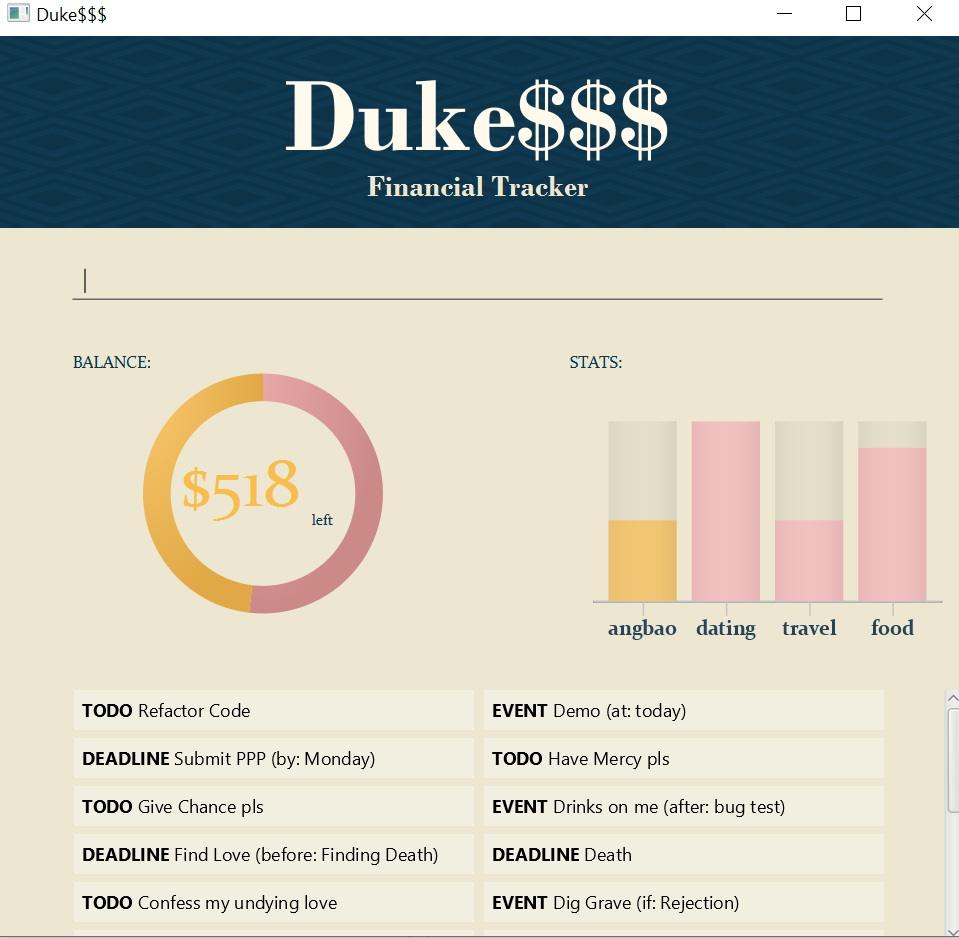 Duke$$$
Duke$$$
Financial Tracker
BALANCE:
STATS:
$518
left
angbao dating travel food
TODO Refactor Code
EVENT Demo (at: today)
DEADLINE Submit PPP (by: Monday)
TODO Have Mercy pls
TODO Give Chance pls
EVENT Drinks on me (after: bug test)
DEADLINE Find Love (before: Finding Death)
DEADLINE Death
TODO Confess my undying love
EVENT Dig Grave (if: Rejection)